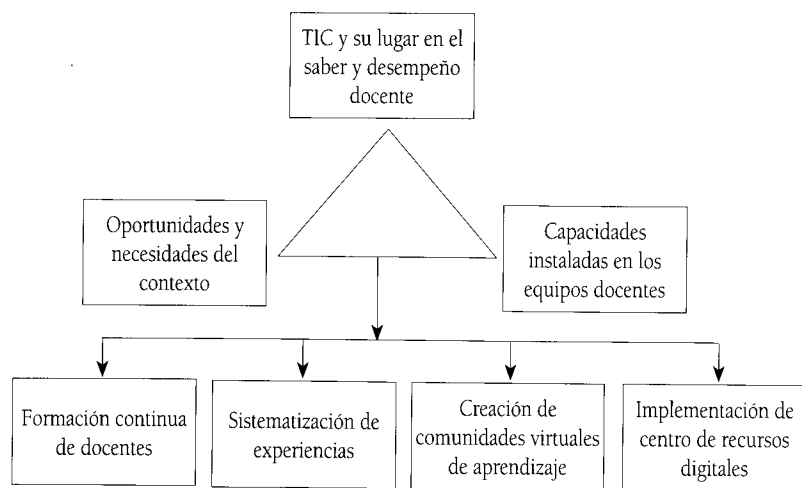 TIC y su lugar en el
saber y desempeño
docente
Oportunidades y
necesidades del
contexto
Capacidades
instaladas en los
equipos docentes
Formación continua
de docentes
Sistematización de
experiencias
Creación de
comunidades virtuales
de aprendizaje
Implementación de
centro de recursos
digitales